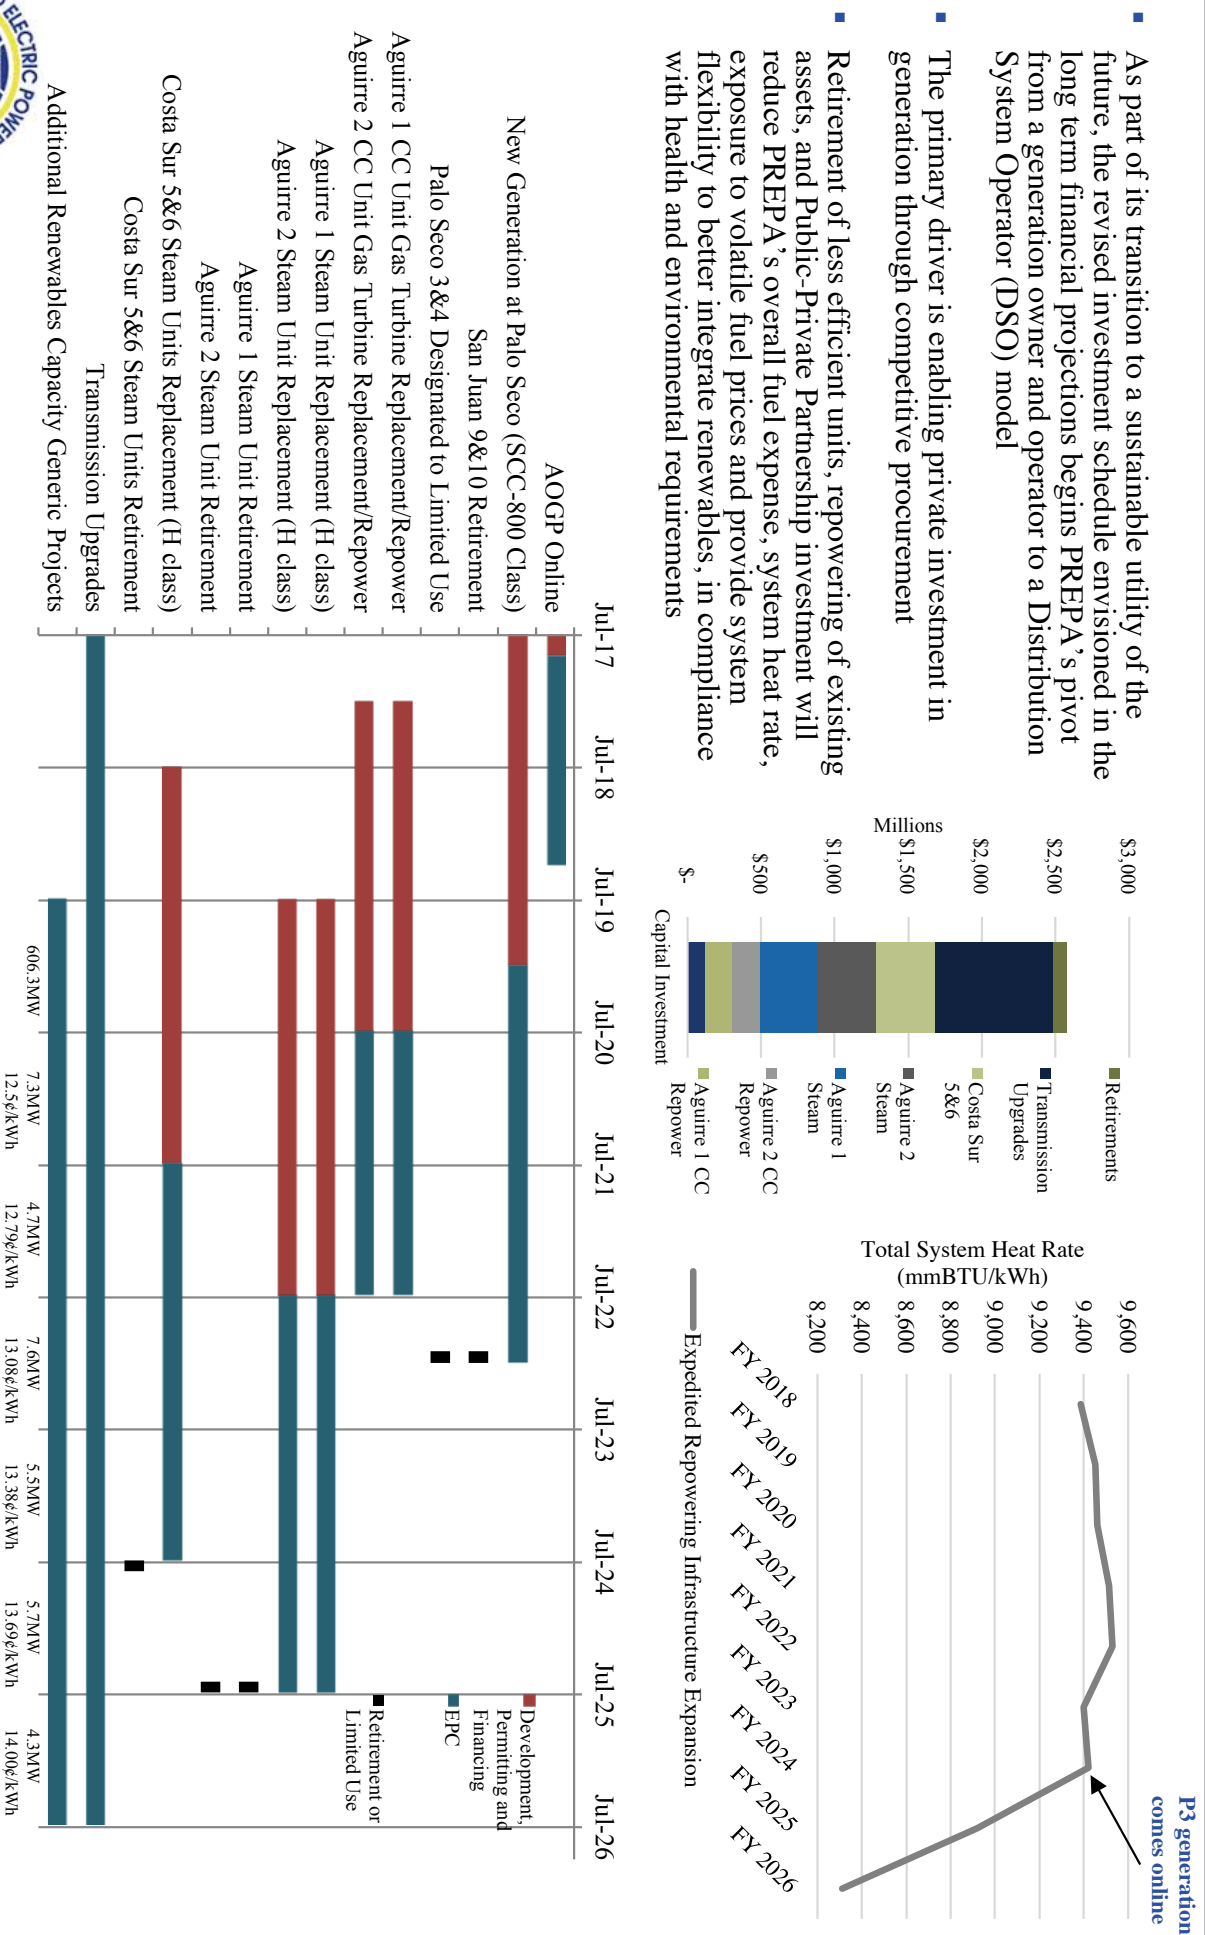 ▪ As part of its transition to a sustainable utility of the
future, the revised investment schedule envisioned in the
long term financial projections begins PREPA's pivot
from a generation owner and operator to a Distribution
System Operator (DSO) model
▪ The primary driver is enabling private investment in
generation through competitive procurement
▪ Retirement of less efficient units, repowering of existing
assets, and Public-Private Partnership investment will
reduce PREPA's overall fuel expense, system heat rate,
exposure to volatile fuel prices and provide system
flexibility to better integrate renewables, in compliance
with health and environmental requirements
Millions
$3,000
$2,500
$2,000
$1,500
$1,000
$500
$-
Capital Investment
Retirements
Transmission
Upgrades
Costa Sur
5&6
Aguirre 2
Steam
Aguirre 1
Steam
Aguirre 2 CC
Repower
Aguirre 1 CC
Repower
P3 generation
comes online
Total System Heat Rate
(mmBTU/kWh)
9,600
9,400
9,200
9,000
8,800
8,600
8,400
8,200
FY 2018
FY 2019
FY 2020
FY 2021
FY 2022
FY 2023
FY 2024
FY 2025
FY 2026
Expedited Repowering Infrastructure Expansion
Jul-17
Jul-18
Jul-19
Jul-20
Jul-21
Jul-22
Jul-23
Jul-24
Jul-25
Jul-26
AOGP Online
New Generation at Palo Seco (SCC-800 Class)
San Juan 9&10 Retirement
Palo Seco 3&4 Designated to Limited Use
Aguirre 1 CC Unit Gas Turbine Replacement/Repower
Aguirre 2 CC Unit Gas Turbine Replacement/Repower
Aguirre 1 Steam Unit Replacement (H class)
Aguirre 2 Steam Unit Replacement (H class)
Aguirre 1 Steam Unit Retirement
Aguirre 2 Steam Unit Retirement
Costa Sur 5&6 Steam Units Replacement (H class)
Costa Sur 5&6 Steam Units Retirement
Transmission Upgrades
Additional Renewables Capacity Generic Projects
Development,
Permitting and
Financing
EPC
Retirement or
Limited Use
606.3MW
7.3MW
12.5¢/kWh
4.7MW
12.79¢/kWh
7.6MW
13.08¢/kWh
5.5MW
13.38¢/kWh
5.7MW
13.69¢/kWh
4.3MW
14.00¢/kWh
ELECTRIC POWER